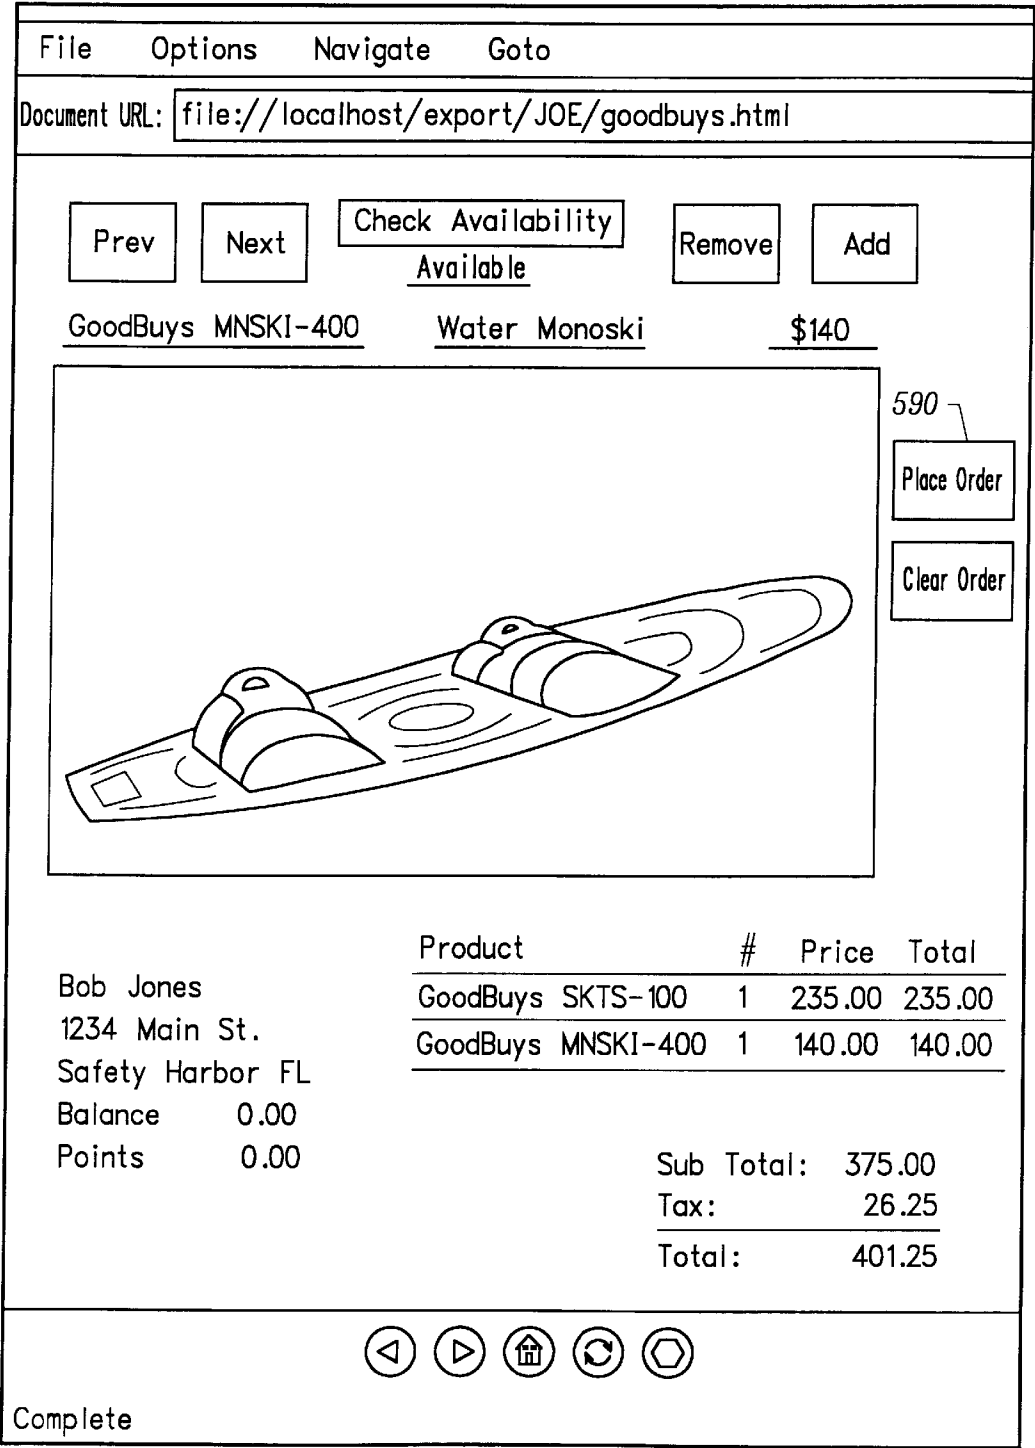 File Options Navigate Goto
Document URL: file://localhost/export/JOE/goodbuys.html
Prev Next Check Availability Remove Add
Available
GoodBuys MNSKI-400 Water Monoski $140
590
Place Order
Clear Order
Product # Price Total
GoodBuys SKTS-100 1 235.00 235.00
GoodBuys MNSKI-400 1 140.00 140.00
Bob Jones
1234 Main St.
Safety Harbor FL
Balance 0.00
Points 0.00
Sub Total: 375.00
Tax: 26.25
Total: 401.25
Complete